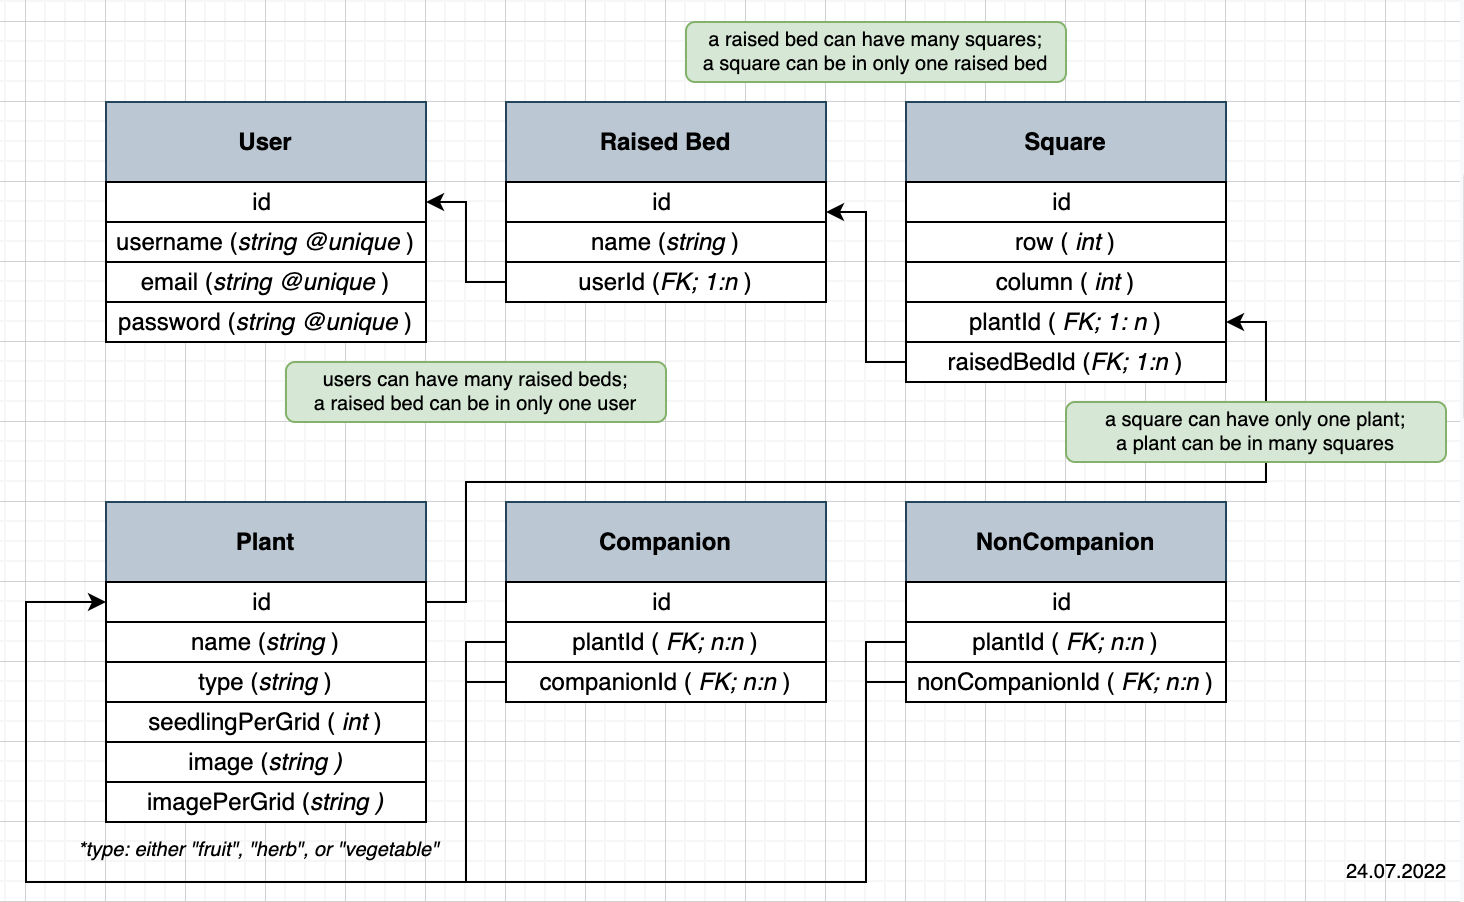 a raised bed can have many squares;
a square can be in only one raised bed
User
id
username (string @unique )
email (string @unique )
password (string @unique )
Raised Bed
id
name (string )
userId (FK; 1:n )
Square
id
row ( int )
column ( int )
plantId ( FK; 1: n )
raisedBedId (FK; 1:n )
users can have many raised beds;
a raised bed can be in only one user
a square can have only one plant;
a plant can be in many squares
Plant
id
name (string )
type (string )
seedlingPerGrid ( int )
image (string )
imagePerGrid (string )
*type: either "fruit", "herb", or "vegetable"
Companion
id
plantId ( FK; n:n )
companionId ( FK; n:n )
NonCompanion
id
plantId ( FK; n:n )
nonCompanionId ( FK; n:n )
24.07.2022